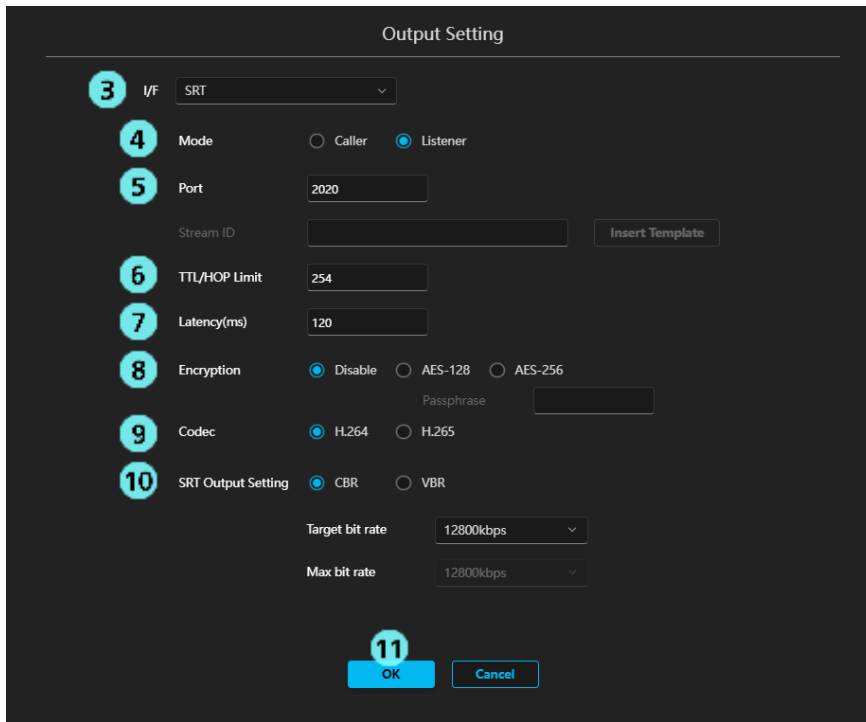 Output Setting
3 I/F SRT
4 Mode Caller Listener
5 Port 2020
Stream ID Insert Template
6 TTL/HOP Limit 254
7 Latency(ms) 120
8 Encryption Disable AES-128 AES-256
Passphrase
9 Codec H.264 H.265
10 SRT Output Setting CBR VBR
Target bit rate 12800kbps
Max bit rate 12800kbps
11
OK Cancel